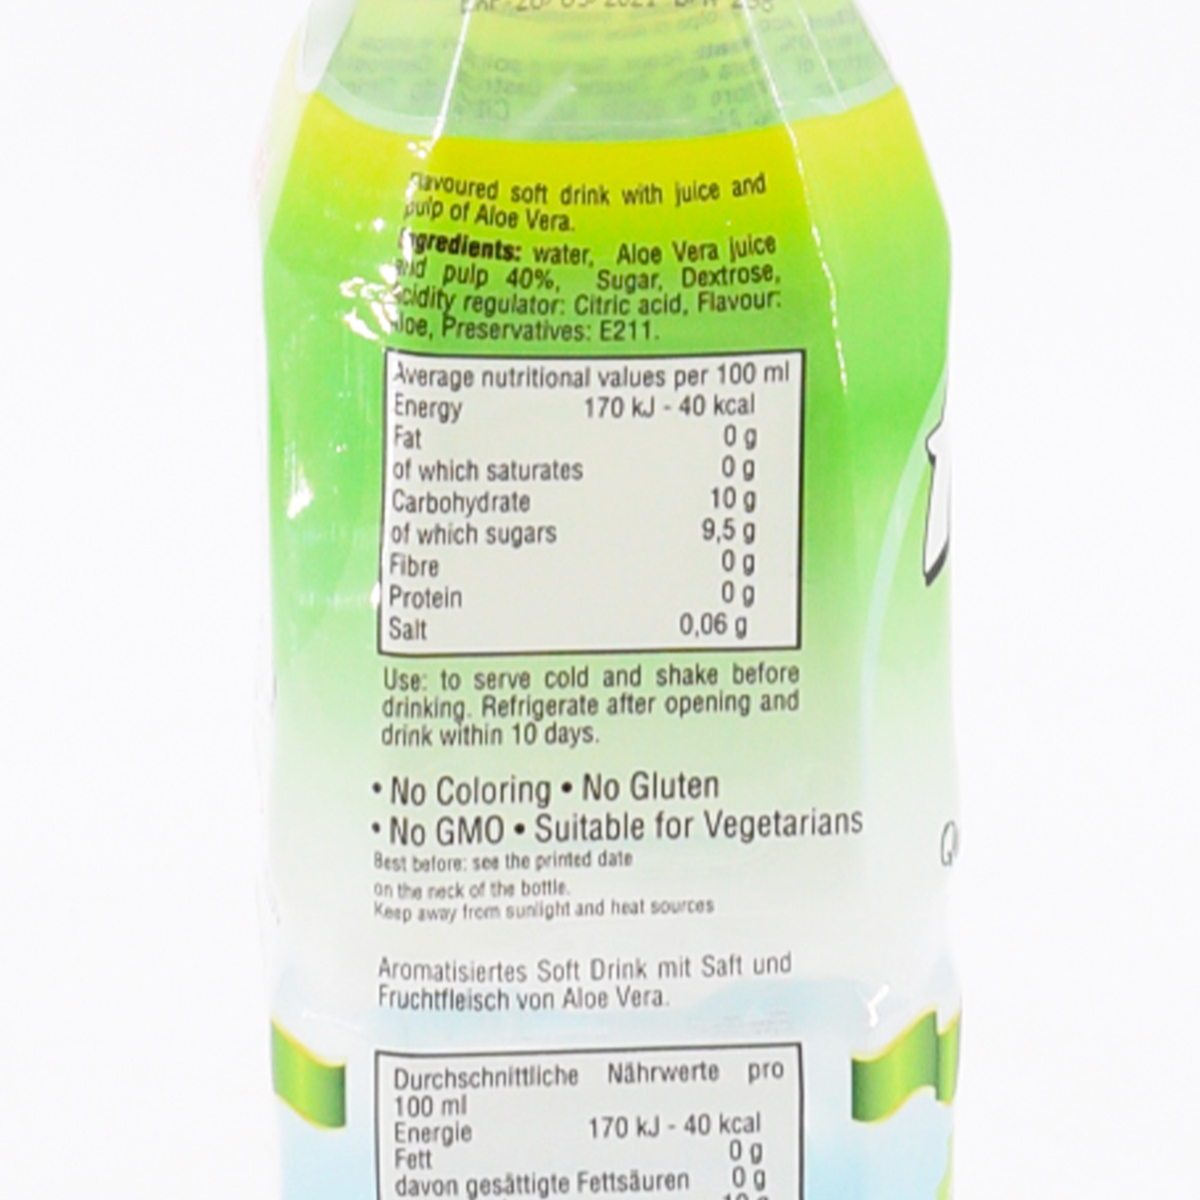 Flavoured soft drink with juice and
pulp of Aloe Vera.
Ingredients: water, Aloe Vera juice
and pulp 40%, Sugar, Dextrose,
Acidity regulator: Citric acid, Flavour:
Aloe, Preservatives: E211.
Average nutritional values per 100 ml
Energy 170 kJ - 40 kcal
Fat 0 g
of which saturates 0 g
Carbohydrate 10 g
of which sugars 9,5 g
Fibre 0 g
Protein 0 g
Salt 0,06 g
Use: to serve cold and shake before
drinking. Refrigerate after opening and
drink within 10 days.
• No Coloring • No Gluten
• No GMO • Suitable for Vegetarians
Best before: see the printed date
on the neck of the bottle.
Keep away from sunlight and heat sources
Aromatisiertes Soft Drink mit Saft und
Fruchtfleisch von Aloe Vera.
Durchschnittliche Nährwerte pro
100 ml
Energie 170 kJ - 40 kcal
Fett 0 g
davon gesättigte Fettsäuren 0 g